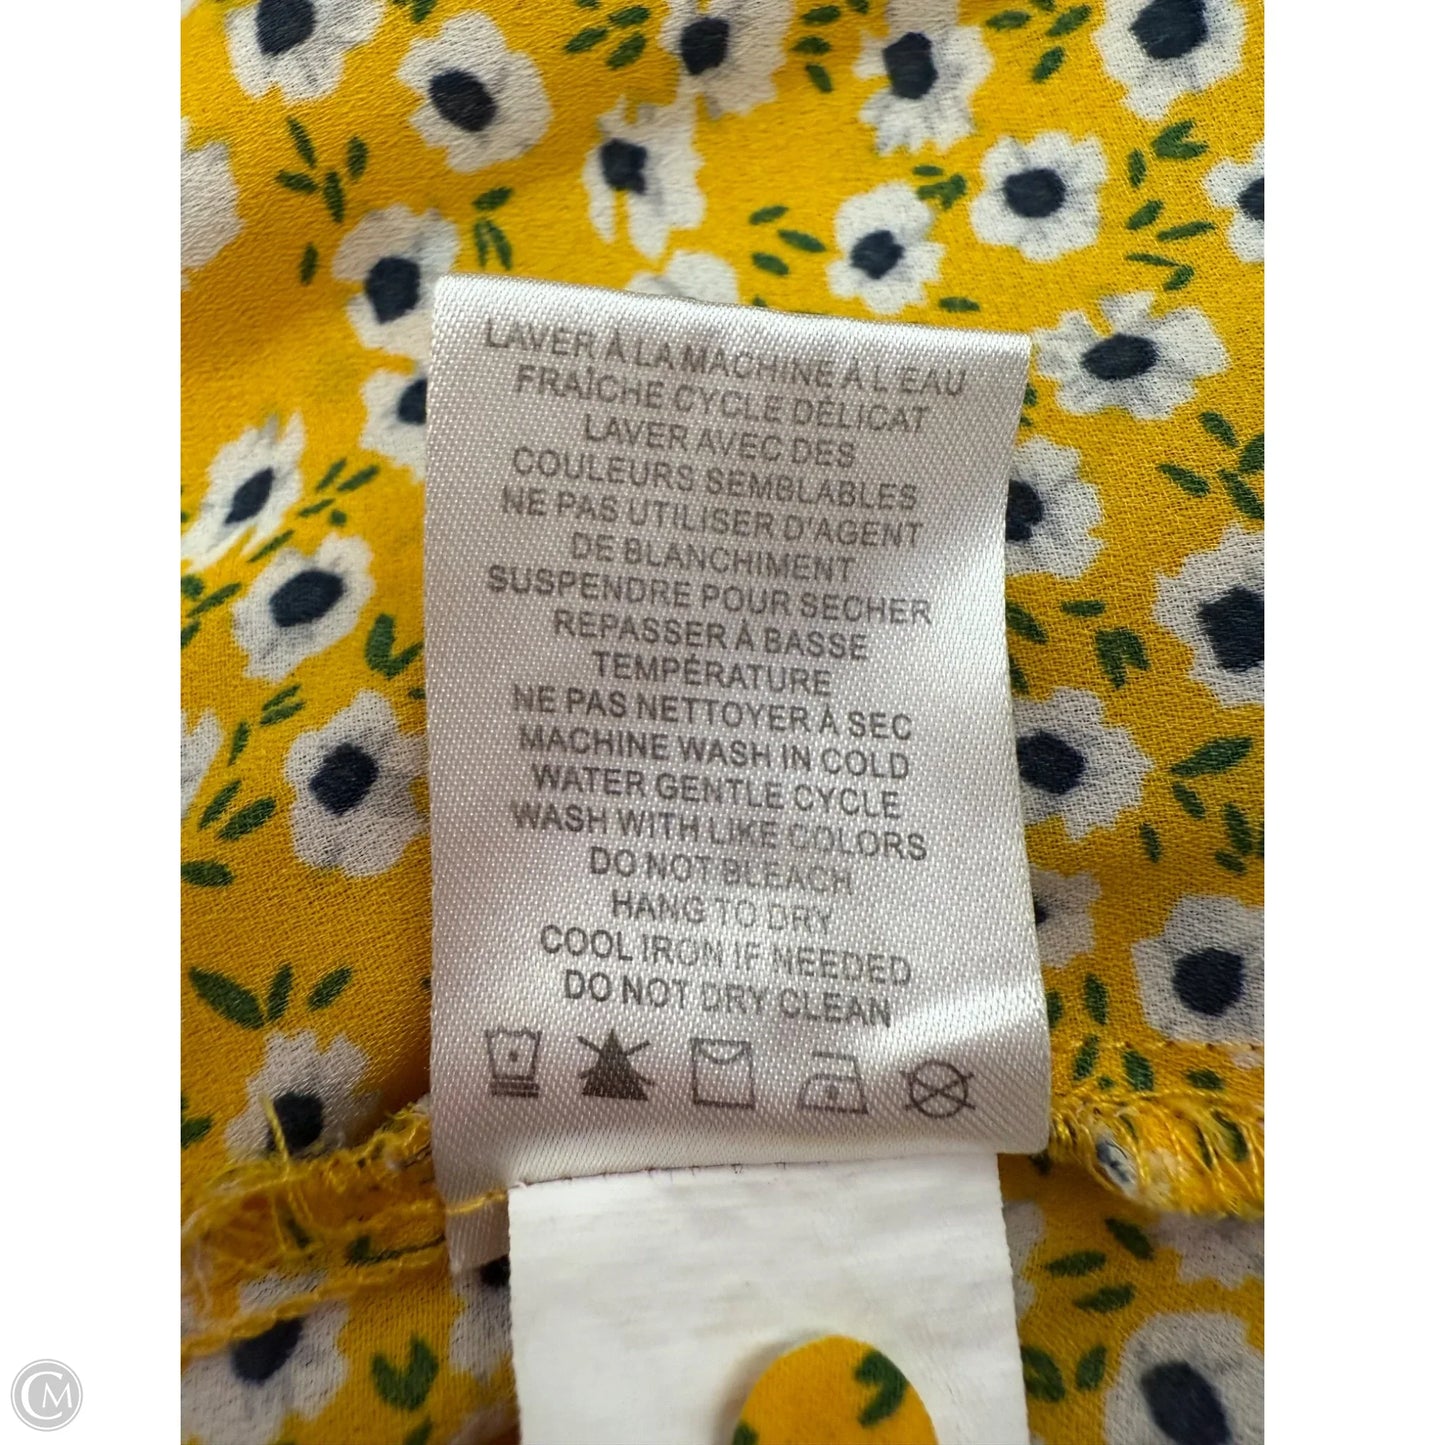 LAVER À LA MACHINE À L'EAU
FRAÎCHE CYCLE DÉLICAT
LAVER AVEC DES
COULEURS SEMBLABLES
NE PAS UTILISER D'AGENT
DE BLANCHIMENT
SUSPENDRE POUR SECHER
REPASSER À BASSE
TEMPÉRATURE
NE PAS NETTOYER À SEC
MACHINE WASH IN COLD
WATER GENTLE CYCLE
WASH WITH LIKE COLORS
DO NOT BLEACH
HANG TO DRY
COOL IRON IF NEEDED
DO NOT DRY CLEAN
CM